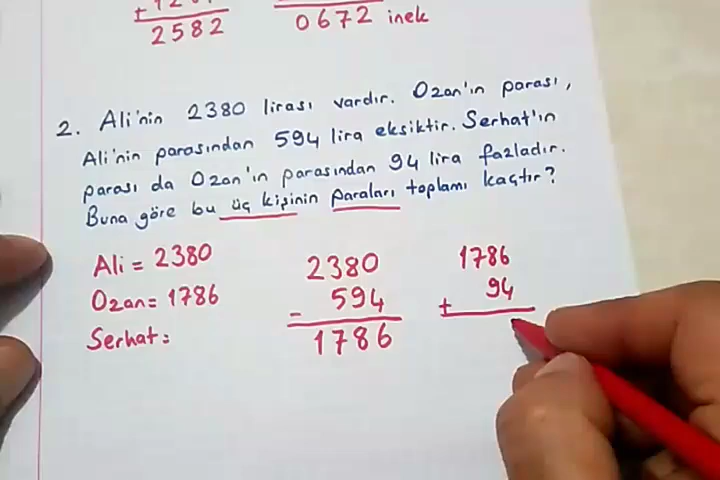 2582
0672 inek
2. Ali'nin 2380 lirası vardır. Ozan'ın parası,
Ali'nin parasından 594 lira eksiktir. Serhat'ın
parası da Ozan'ın parasından 94 lira fazladır.
Buna göre bu üç kişinin paraları toplamı kaçtır?
Ali = 2380
Ozan= 1786
Serhat:
2380
- 594
1786
1786
+ 94